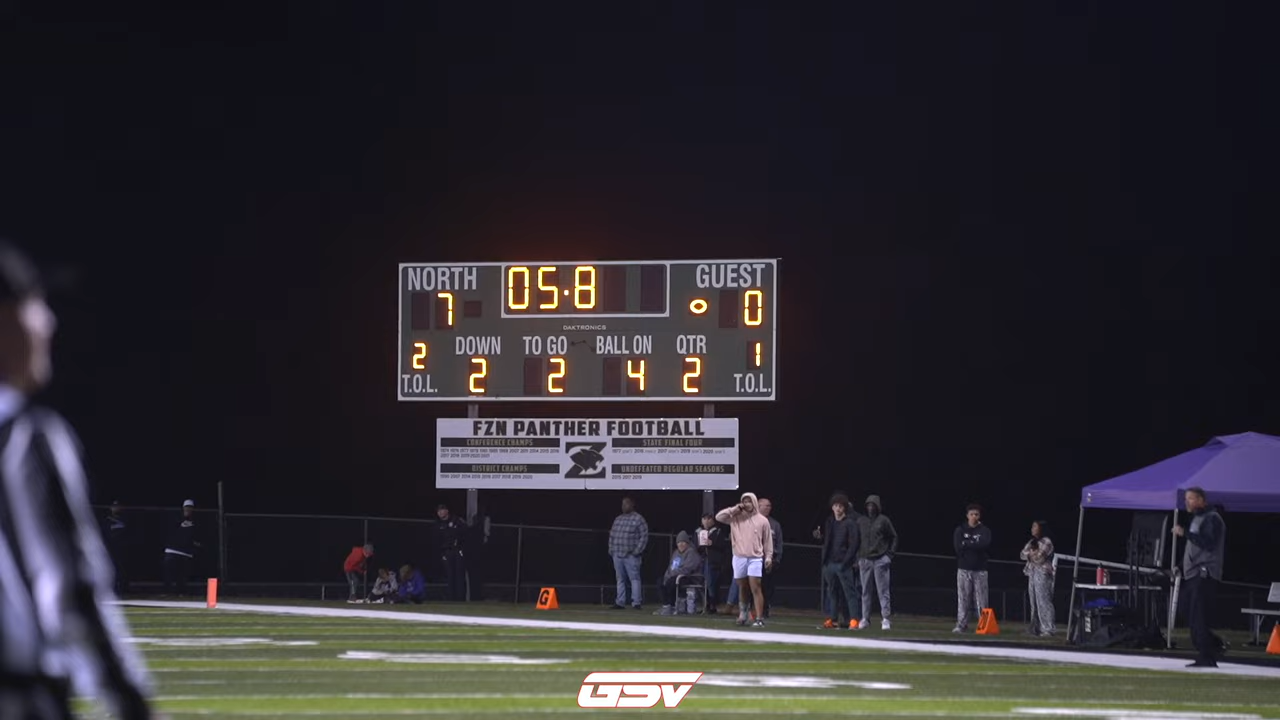 NORTH 05.8 GUEST
7 0
DAKTRONICS
DOWN TO GO BALL ON QTR
2 2 2 4 2 1
T.O.L. T.O.L.
FZN PANTHER FOOTBALL
CONFERENCE CHAMPS STATE FINAL FOUR
DISTRICT CHAMPS UNDEFEATED REGULAR SEASONS
G
GSV